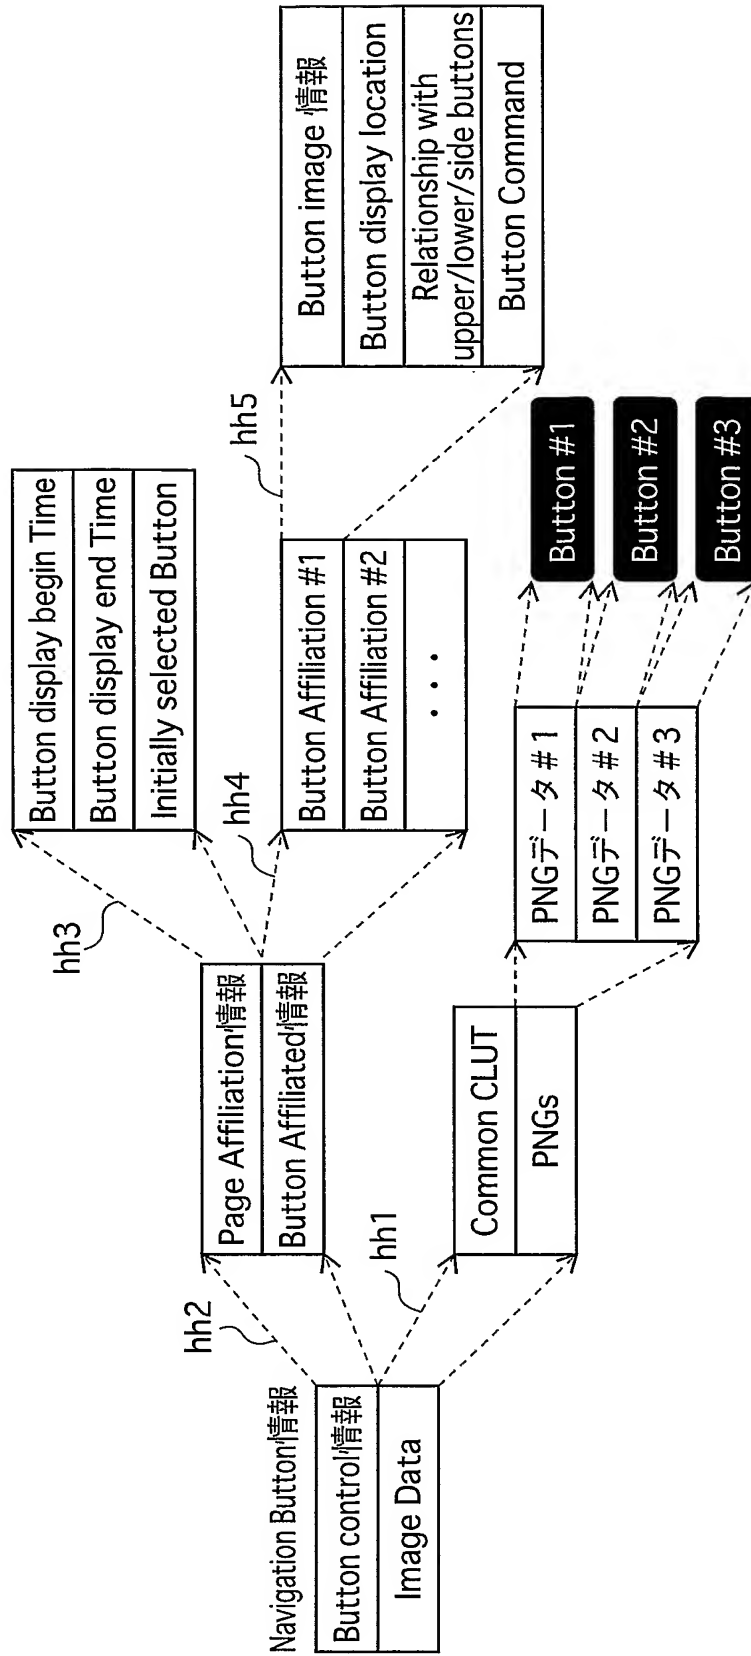 Navigation Button情報
Button control情報
Image Data
hh2
hh1
Page Affiliation情報
Button Affiliated情報
Common CLUT
PNGs
hh3
hh4
Button display begin Time
Button display end Time
Initially selected Button
Button Affiliation #1
Button Affiliation #2
...
PNGデータ#1
PNGデータ#2
PNGデータ#3
hh5
Button image 情報
Button display location
Relationship with
upper/lower/side buttons
Button Command
Button #1
Button #2
Button #3